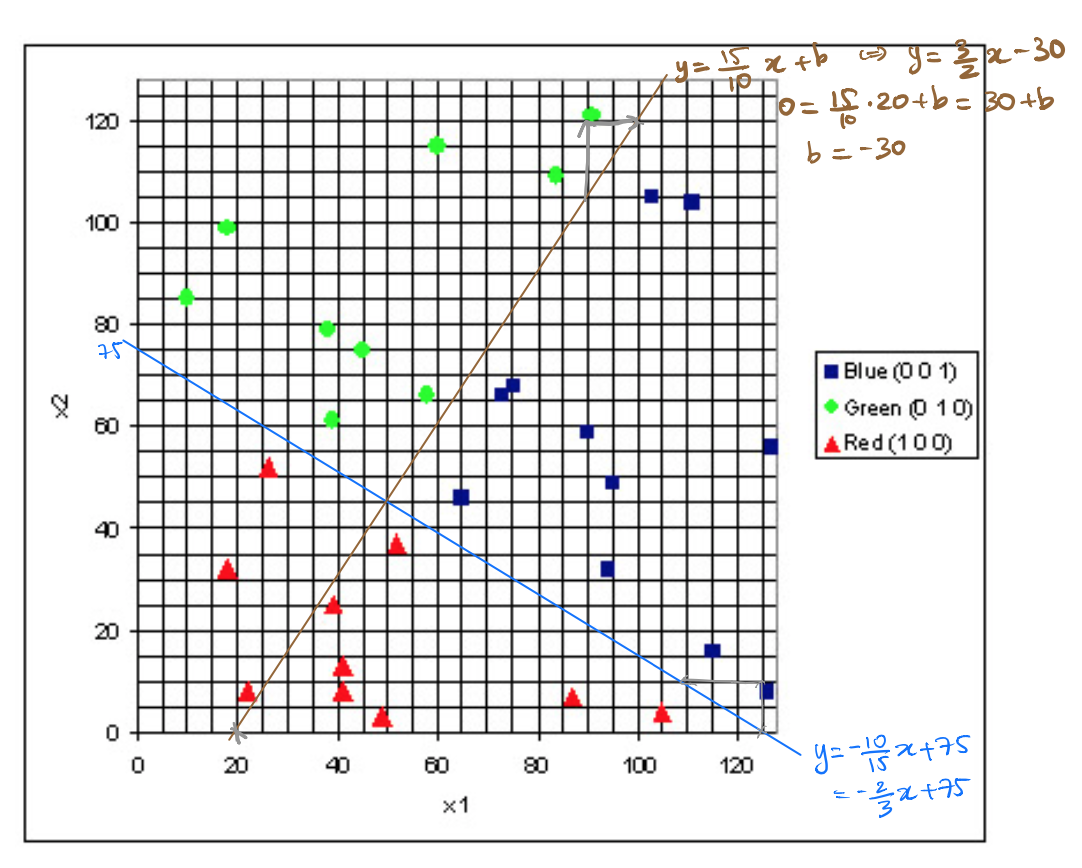 y = 15/10 x + b ⇔ y = 3/2 x - 30
0 = 15/10 · 20 + b = 30 + b
b = -30
120
100
80
75
60
40
20
0
x2
0 20 40 60 80 100 120
x1
Blue (0 0 1)
Green (0 1 0)
Red (1 0 0)
y = -10/15 x + 75
= -2/3 x + 75